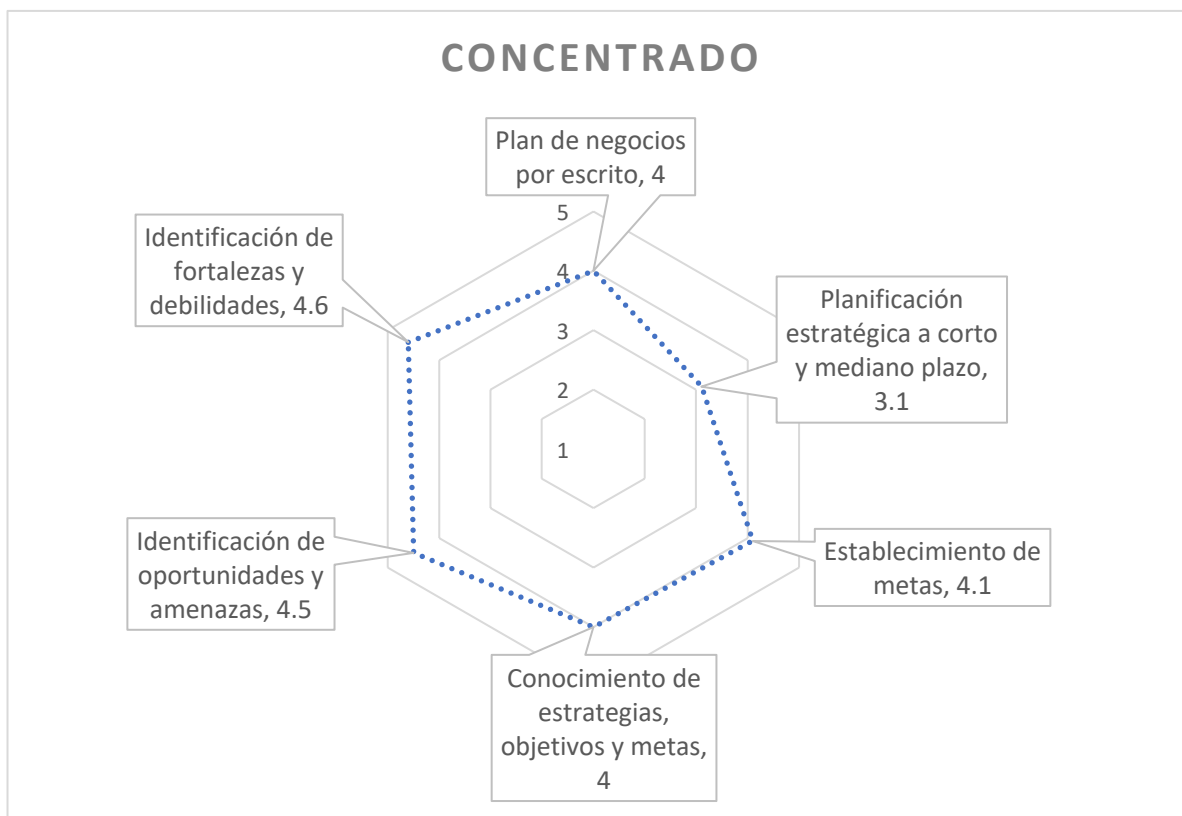 CONCENTRADO
Plan de negocios
por escrito, 4
Planificación
estratégica a corto
y mediano plazo,
3.1
Establecimiento de
metas, 4.1
Conocimiento de
estrategias,
objetivos y metas,
4
Identificación de
oportunidades y
amenazas, 4.5
Identificación de
fortalezas y
debilidades, 4.6
5
4
3
2
1